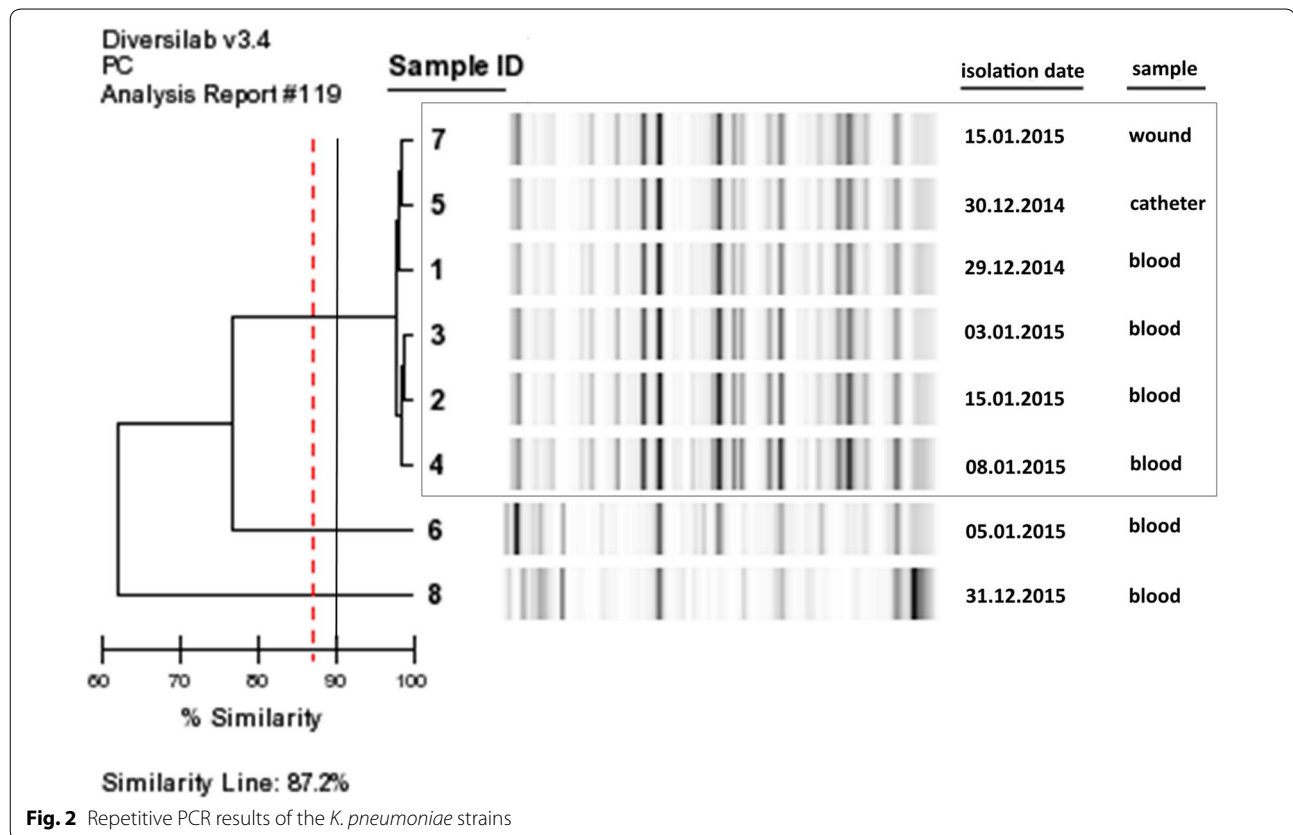 Diversilab v3.4
PC
Analysis Report #119
Sample ID
isolation date
sample
7 15.01.2015 wound
5 30.12.2014 catheter
1 29.12.2014 blood
3 03.01.2015 blood
2 15.01.2015 blood
4 08.01.2015 blood
6 05.01.2015 blood
8 31.12.2015 blood
60 70 80 90 100
% Similarity
Similarity Line: 87.2%
Fig. 2 Repetitive PCR results of the K. pneumoniae strains